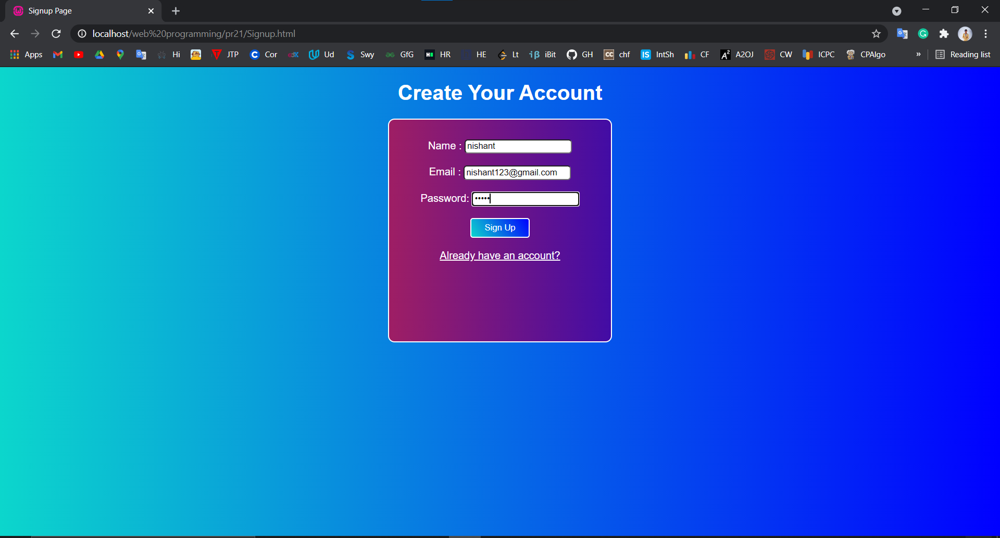 Signup Page
localhost/web%20programming/pr21/Signup.html
Apps Hi JTP Cor Ud Swy GfG HR HE Lt iBit GH chf IntSh CF A2OJ CW ICPC CPAlgo » Reading list
Create Your Account
Name : nishant
Email : nishant123@gmail.com
Password: •••••
Sign Up
Already have an account?